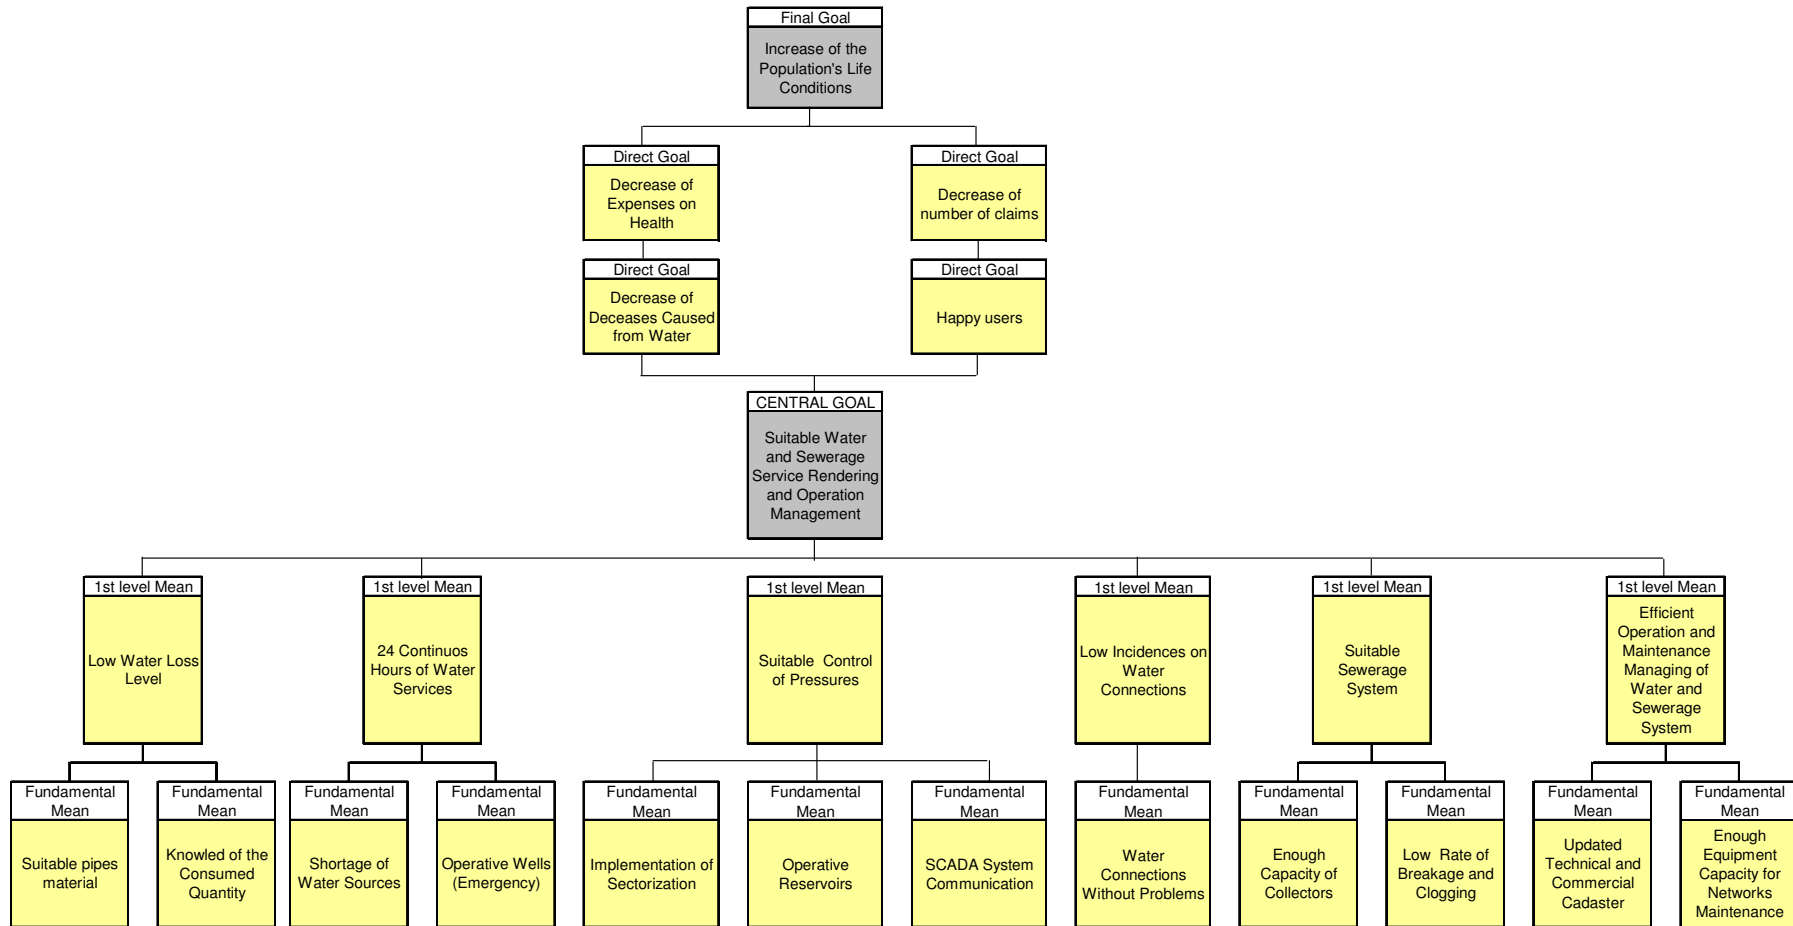 Final Goal
Increase of the
Population's Life
Conditions
Direct Goal
Decrease of
Expenses on
Health
Direct Goal
Decrease of
number of claims
Direct Goal
Decrease of
Deceases Caused
from Water
Direct Goal
Happy users
CENTRAL GOAL
Suitable Water
and Sewerage
Service Rendering
and Operation
Management
1st level Mean
Low Water Loss
Level
1st level Mean
24 Continuos
Hours of Water
Services
1st level Mean
Suitable Control
of Pressures
1st level Mean
Low Incidences on
Water
Connections
1st level Mean
Suitable
Sewerage
System
1st level Mean
Efficient
Operation and
Maintenance
Managing of
Water and
Sewerage
System
Fundamental
Mean
Suitable pipes
material
Fundamental
Mean
Knowled of the
Consumed
Quantity
Fundamental
Mean
Shortage of
Water Sources
Fundamental
Mean
Operative Wells
(Emergency)
Fundamental
Mean
Implementation of
Sectorization
Fundamental
Mean
Operative
Reservoirs
Fundamental
Mean
SCADA System
Communication
Fundamental
Mean
Water
Connections
Without Problems
Fundamental
Mean
Enough
Capacity of
Collectors
Fundamental
Mean
Low Rate of
Breakage and
Clogging
Fundamental
Mean
Updated
Technical and
Commercial
Cadaster
Fundamental
Mean
Enough
Equipment
Capacity for
Networks
Maintenance